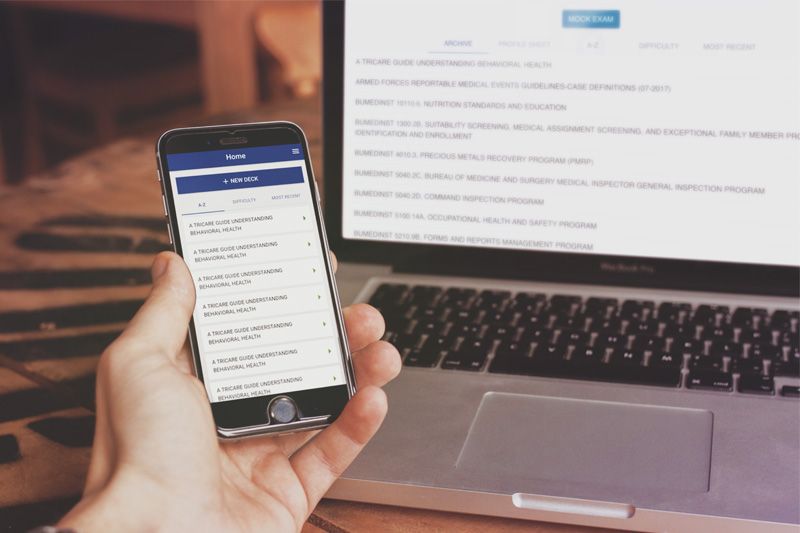 Home
+ NEW DECK
A-Z DIFFICULTY MOST RECENT
A TRICARE GUIDE UNDERSTANDING
BEHAVIORAL HEALTH
A TRICARE GUIDE UNDERSTANDING
BEHAVIORAL HEALTH
A TRICARE GUIDE UNDERSTANDING
BEHAVIORAL HEALTH
A TRICARE GUIDE UNDERSTANDING
BEHAVIORAL HEALTH
A TRICARE GUIDE UNDERSTANDING
BEHAVIORAL HEALTH
A TRICARE GUIDE UNDERSTANDING
BEHAVIORAL HEALTH
A TRICARE GUIDE UNDERSTANDING
BEHAVIORAL HEALTH
MOCK EXAM
ARCHIVE PROFILE SHEET A-Z DIFFICULTY MOST RECENT
A TRICARE GUIDE UNDERSTANDING BEHAVIORAL HEALTH
ARMED FORCES REPORTABLE MEDICAL EVENTS GUIDELINES-CASE DEFINITIONS (07-2017)
BUMEDINST 10110.6, NUTRITION STANDARDS AND EDUCATION
BUMEDINST 1300.2B, SUITABILITY SCREENING, MEDICAL ASSIGNMENT SCREENING, AND EXCEPTIONAL FAMILY MEMBER PRO
IDENTIFICATION AND ENROLLMENT
BUMEDINST 4010.3, PRECIOUS METALS RECOVERY PROGRAM (PMRP)
BUMEDINST 5040.2C, BUREAU OF MEDICINE AND SURGERY MEDICAL INSPECTOR GENERAL INSPECTION PROGRAM
BUMEDINST 5040.2D, COMMAND INSPECTION PROGRAM
BUMEDINST 5100.14A, OCCUPATIONAL HEALTH AND SAFETY PROGRAM
BUMEDINST 5210.9B, FORMS AND REPORTS MANAGEMENT PROGRAM
MacBook Pro